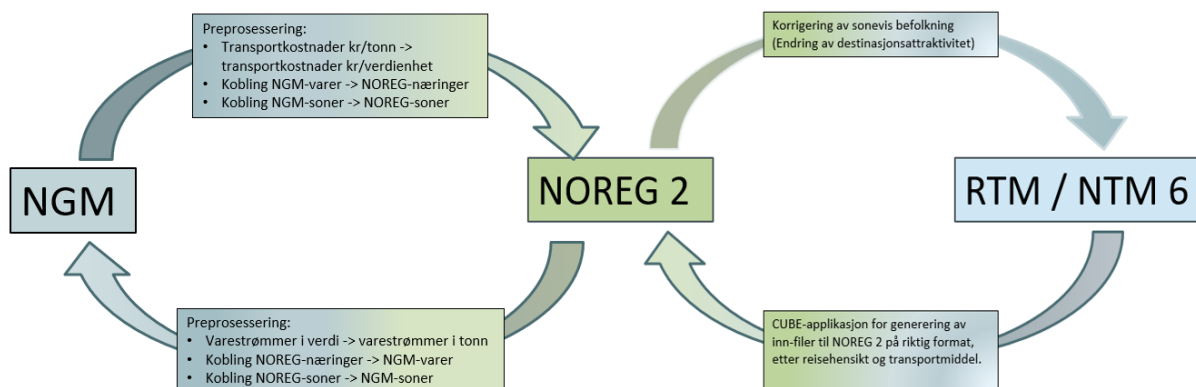 Preprosessering:
• Transportkostnader kr/tonn ->
transportkostnader kr/verdienhet
• Kobling NGM-varer -> NOREG-næringer
• Kobling NGM-soner -> NOREG-soner
Korrigering av sonevis befolkning
(Endring av destinasjonsattraktivitet)
NGM
NOREG 2
RTM / NTM 6
Preprosessering:
• Varestrømmer i verdi -> varestrømmer i tonn
• Kobling NOREG-næringer -> NGM-varer
• Kobling NOREG-soner -> NGM-soner
CUBE-applikasjon for generering av
inn-filer til NOREG 2 på riktig format,
etter reisehensikt og transportmiddel.